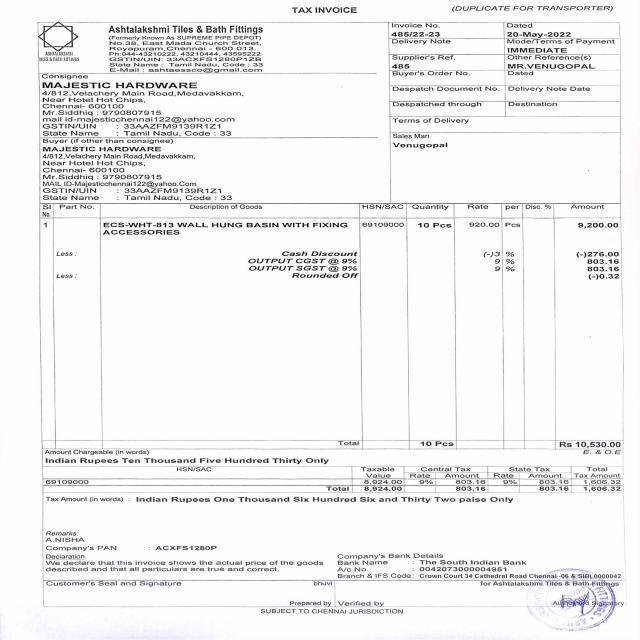 TAX INVOICE
(DUPLICATE FOR TRANSPORTER)
ASHTALAKSHMI
TILES & BATH FITTINGS
Ashtalakshmi Tiles & Bath Fittings
(Formerly Known As SUPREME PIPE DEPOT)
No.38, East Mada Church Street,
Royapuram,Chennai - 600 013.
Ph:044-43210222, 43210444, 43595222
GSTIN/UIN: 33ACXFS1280P1ZB
State Name : Tamil Nadu, Code : 33
E-Mail : ashtaessco@gmail.com
Invoice No. Dated
485/22-23 20-May-2022
Delivery Note Mode/Terms of Payment
IMMEDIATE
Supplier's Ref. Other Reference(s)
485 MR.VENUGOPAL
Buyer's Order No. Dated
Despatch Document No. Delivery Note Date
Despatched through Destination
Terms of Delivery
Sales Man
Venugopal
Consignee
MAJESTIC HARDWARE
4/812,Velachery Main Road,Medavakkam,
Near Hotel Hot Chips,
Chennai- 600100
Mr.Siddhiq : 9790807915
mail id-majesticchennai122@yahoo.com
GSTIN/UIN : 33AAZFM9139R1Z1
State Name : Tamil Nadu, Code : 33
Buyer (if other than consignee)
MAJESTIC HARDWARE
4/812,Velachery Main Road,Medavakkam,
Near Hotel Hot Chips,
Chennai- 600100
Mr.Siddhiq : 9790807915
MAIL ID-Majesticchennai122@yahoo.com
GSTIN/UIN : 33AAZFM9139R1Z1
State Name : Tamil Nadu, Code : 33
Sl No. Part No. Description of Goods HSN/SAC Quantity Rate per Disc. % Amount
1 ECS-WHT-813 WALL HUNG BASIN WITH FIXING 69109000 10 Pcs 920.00 Pcs 9,200.00
ACCESSORIES
Less : Cash Discount (-)3 % (-)276.00
OUTPUT CGST @ 9% 9 % 803.16
OUTPUT SGST @ 9% 9 % 803.16
Less : Rounded Off (-)0.32
Total 10 Pcs Rs 10,530.00
Amount Chargeable (in words) E. & O.E
Indian Rupees Ten Thousand Five Hundred Thirty Only
HSN/SAC Taxable Central Tax State Tax Total
Value Rate Amount Rate Amount Tax Amount
69109000 8,924.00 9% 803.16 9% 803.16 1,606.32
Total 8,924.00 803.16 803.16 1,606.32
Tax Amount (in words) : Indian Rupees One Thousand Six Hundred Six and Thirty Two paise Only
Remarks:
A.NISHA
Company's PAN : ACXFS1280P
Declaration
We declare that this invoice shows the actual price of the goods
described and that all particulars are true and correct.
Company's Bank Details
Bank Name : The South Indian Bank
A/c No. : 0042073000004951
Branch & IFS Code : Crown Court 34 Cathedral Road Chennai -06 & SIBL0000042
Customer's Seal and Signature bhuvi for Ashtalakshmi Tiles & Bath Fittings
Prepared by Verified by Authorised Signatory
SUBJECT TO CHENNAI JURISDICTION